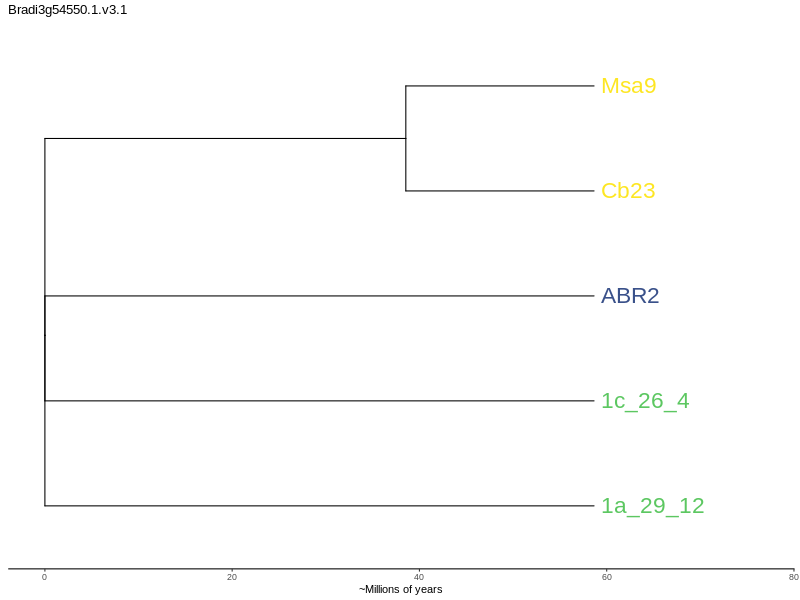 Bradi3g54550.1.v3.1
Msa9
Cb23
ABR2
1c_26_4
1a_29_12
0 20 40 60 80
~Millions of years